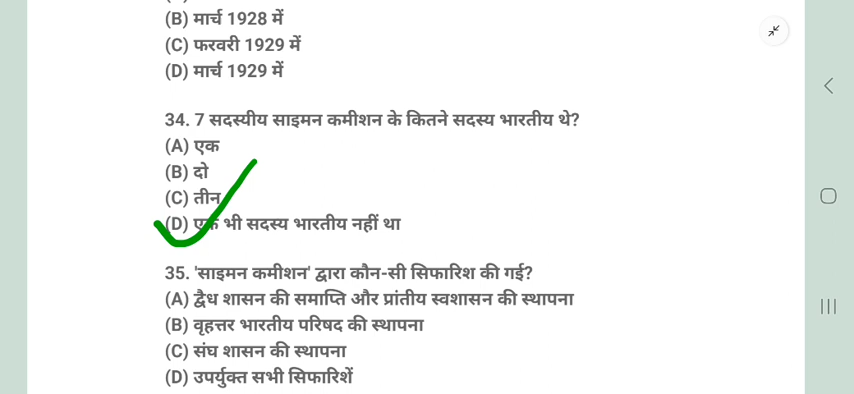 (B) मार्च 1928 में
(C) फरवरी 1929 में
(D) मार्च 1929 में
34. 7 सदस्यीय साइमन कमीशन के कितने सदस्य भारतीय थे?
(A) एक
(B) दो
(C) तीन
(D) एक भी सदस्य भारतीय नहीं था
35. 'साइमन कमीशन' द्वारा कौन-सी सिफारिश की गई?
(A) द्वैध शासन की समाप्ति और प्रांतीय स्वशासन की स्थापना
(B) वृहत्तर भारतीय परिषद की स्थापना
(C) संघ शासन की स्थापना
(D) उपर्युक्त सभी सिफारिशें